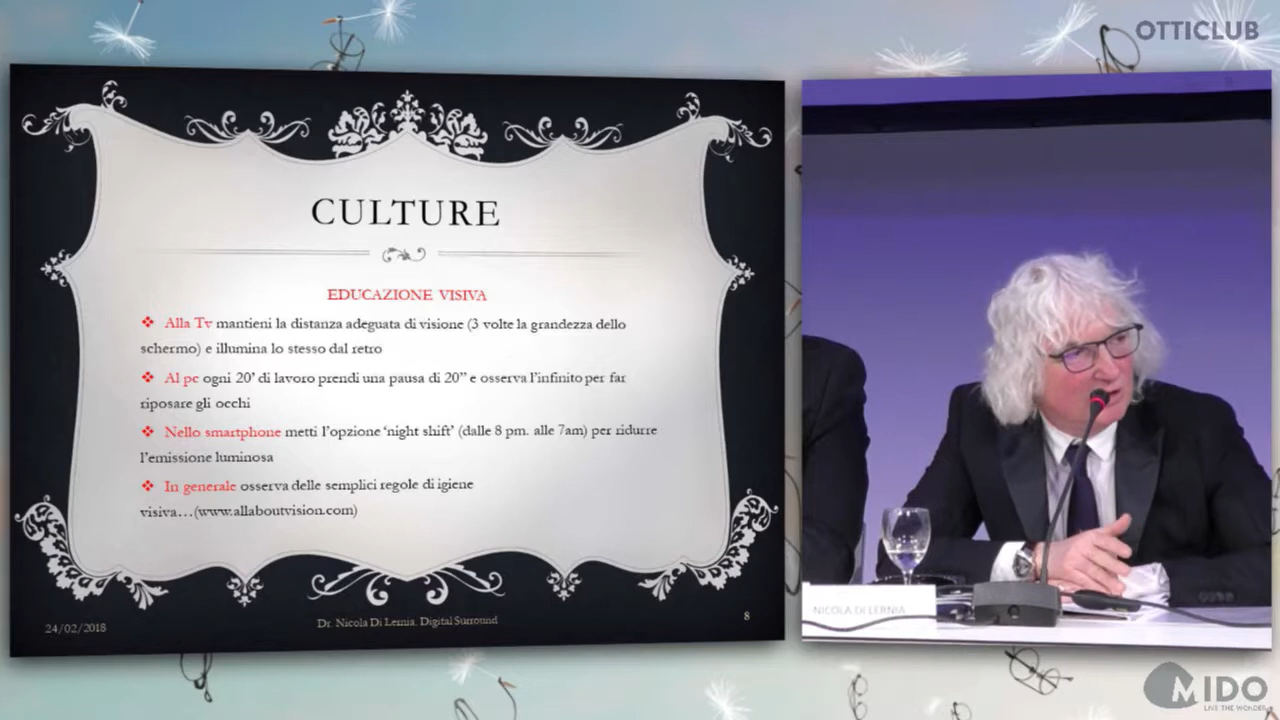 OTTICLUB
CULTURE
EDUCAZIONE VISIVA
❖ Alla Tv mantieni la distanza adeguata di visione (3 volte la grandezza dello
schermo) e illumina lo stesso dal retro
❖ Al pc ogni 20' di lavoro prendi una pausa di 20" e osserva l'infinito per far
riposare gli occhi
❖ Nello smartphone metti l'opzione 'night shift' (dalle 8 pm. alle 7am) per ridurre
l'emissione luminosa
❖ In generale osserva delle semplici regole di igiene
visiva…(www.allaboutvision.com)
24/02/2018
Dr. Nicola Di Lernia. Digital Surround
8
NICOLA DI LERNIA
MIDO
LIVE THE WONDER